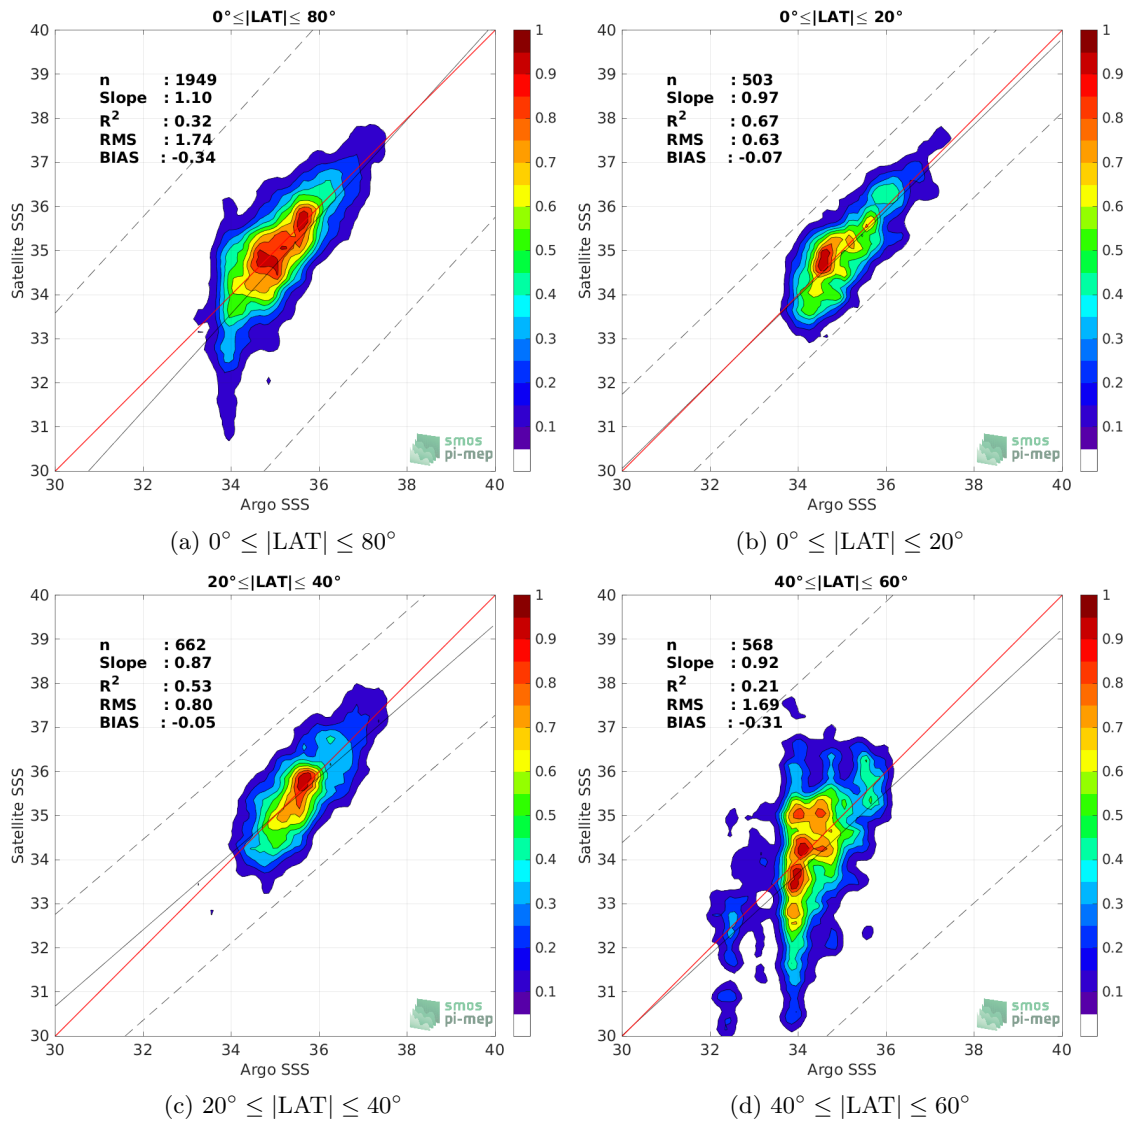 0°≤|LAT|≤ 80°
n : 1949
Slope : 1.10
R² : 0.32
RMS : 1.74
BIAS : -0.34
40
39
38
37
36
35
34
33
32
31
30
Satellite SSS
30 32 34 36 38 40
Argo SSS
1
0.9
0.8
0.7
0.6
0.5
0.4
0.3
0.2
0.1
smos
pi-mep
(a) 0° ≤ |LAT| ≤ 80°
0°≤|LAT|≤ 20°
n : 503
Slope : 0.97
R² : 0.67
RMS : 0.63
BIAS : -0.07
40
39
38
37
36
35
34
33
32
31
30
Satellite SSS
30 32 34 36 38 40
Argo SSS
1
0.9
0.8
0.7
0.6
0.5
0.4
0.3
0.2
0.1
smos
pi-mep
(b) 0° ≤ |LAT| ≤ 20°
20°≤|LAT|≤ 40°
n : 662
Slope : 0.87
R² : 0.53
RMS : 0.80
BIAS : -0.05
40
39
38
37
36
35
34
33
32
31
30
Satellite SSS
30 32 34 36 38 40
Argo SSS
1
0.9
0.8
0.7
0.6
0.5
0.4
0.3
0.2
0.1
smos
pi-mep
(c) 20° ≤ |LAT| ≤ 40°
40°≤|LAT|≤ 60°
n : 568
Slope : 0.92
R² : 0.21
RMS : 1.69
BIAS : -0.31
40
39
38
37
36
35
34
33
32
31
30
Satellite SSS
30 32 34 36 38 40
Argo SSS
1
0.9
0.8
0.7
0.6
0.5
0.4
0.3
0.2
0.1
smos
pi-mep
(d) 40° ≤ |LAT| ≤ 60°